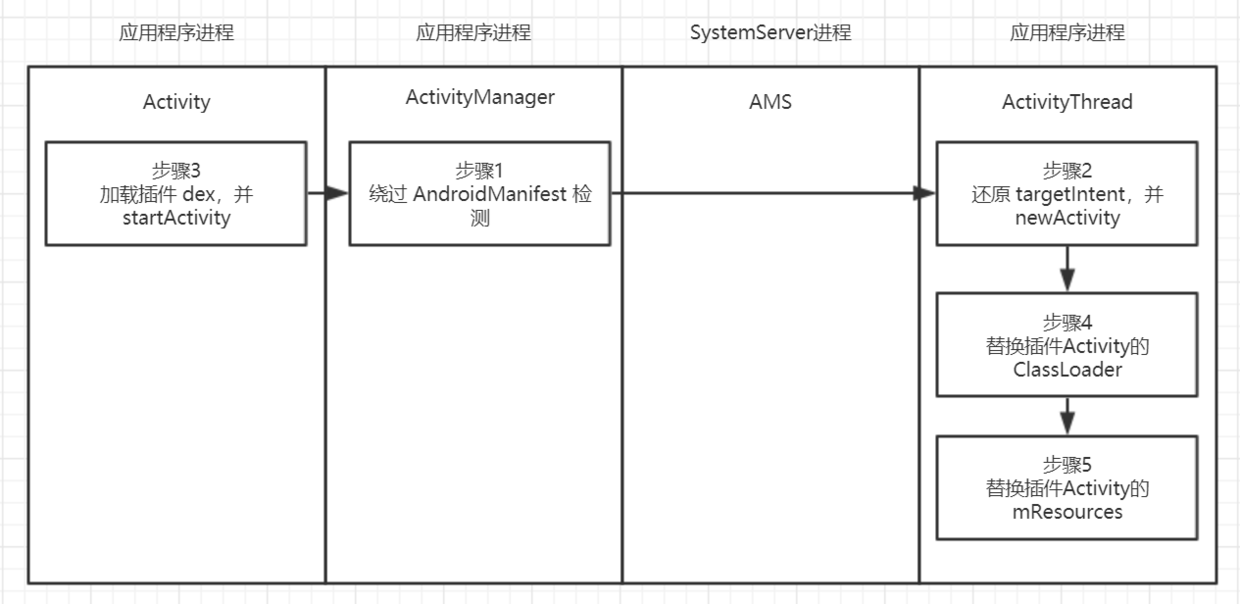 应用程序进程
应用程序进程
SystemServer进程
应用程序进程
Activity
ActivityManager
AMS
ActivityThread
步骤3
加载插件 dex，并
startActivity
步骤1
绕过 AndroidManifest 检
测
步骤2
还原 targetIntent，并
newActivity
步骤4
替换插件Activity的
ClassLoader
步骤5
替换插件Activity的
mResources